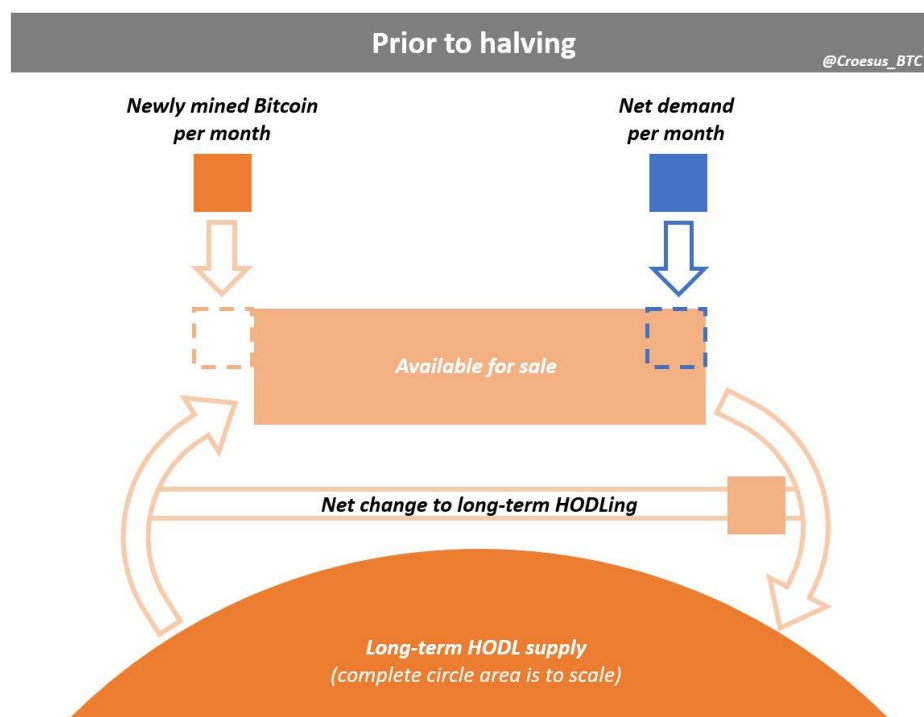 Prior to halving
@Croesus_BTC
Newly mined Bitcoin
per month
Net demand
per month
Available for sale
Net change to long-term HODLing
Long-term HODL supply
(complete circle area is to scale)